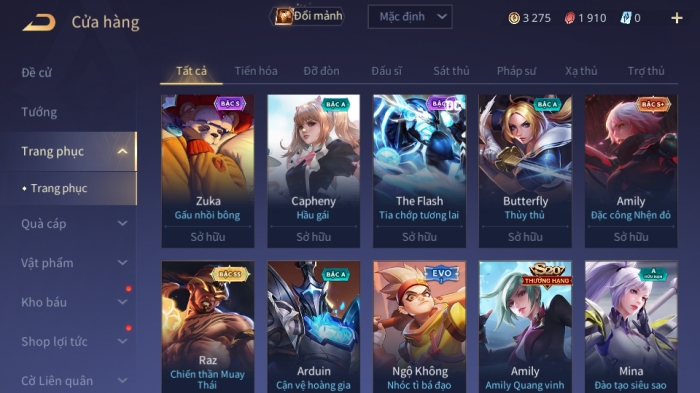 Cửa hàng
Đổi mảnh
Mặc định
3 275
1 910
0
Đề cử
Tướng
Trang phục
Trang phục
Quà cáp
Vật phẩm
Kho báu
Shop lợi tức
Cờ Liên quân
Tất cả Tiến hóa Đỡ đòn Đấu sĩ Sát thủ Pháp sư Xạ thủ Trợ thủ
BẬC S
Zuka
Gấu nhồi bông
Sở hữu
BẬC A
Capheny
Hầu gái
Sở hữu
BẬC DC
The Flash
Tia chớp tương lai
Sở hữu
BẬC A
Butterfly
Thủy thủ
Sở hữu
BẬC S+
Amily
Đặc công Nhện đỏ
Sở hữu
BẬC SS
Raz
Chiến thần Muay
Thái
BẬC A
Arduin
Cận vệ hoàng gia
EVO
Ngộ Không
Nhóc tì bá đạo
S20
THƯỞNG HẠNG
Amily
Amily Quang vinh
A
HỮU HẠN
Mina
Đào tạo siêu sao